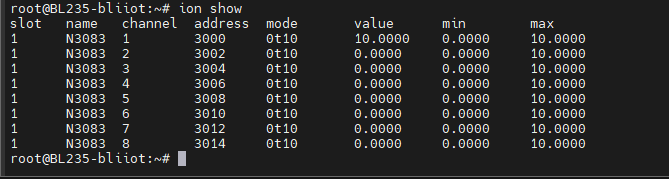 root@BL235-bliiot:~# ion show
slot name channel address mode value min max
1 N3083 1 3000 0t10 10.0000 0.0000 10.0000
1 N3083 2 3002 0t10 0.0000 0.0000 10.0000
1 N3083 3 3004 0t10 0.0000 0.0000 10.0000
1 N3083 4 3006 0t10 0.0000 0.0000 10.0000
1 N3083 5 3008 0t10 0.0000 0.0000 10.0000
1 N3083 6 3010 0t10 0.0000 0.0000 10.0000
1 N3083 7 3012 0t10 0.0000 0.0000 10.0000
1 N3083 8 3014 0t10 0.0000 0.0000 10.0000
root@BL235-bliiot:~#